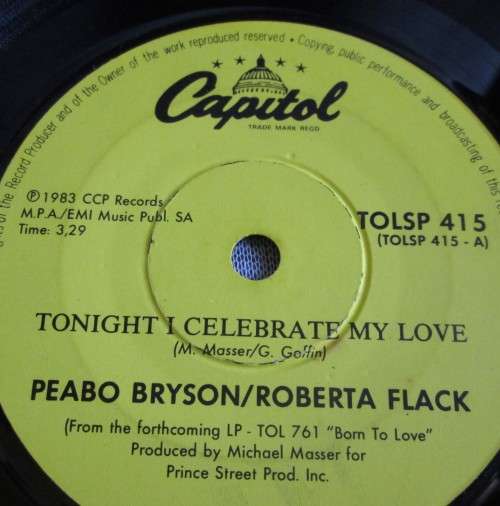 ts of the Record Producer and of the Owner of the work reproduced reserved • Copying, public performance and broadcasting of this re
Capitol
TRADE MARK REGD
℗ 1983 CCP Records
M.P.A./EMI Music Publ. SA
Time: 3,29
TOLSP 415
(TOLSP 415 - A)
TONIGHT I CELEBRATE MY LOVE
(M. Masser/G. Goffin)
PEABO BRYSON/ROBERTA FLACK
(From the forthcoming LP - TOL 761 "Born To Love"
Produced by Michael Masser for
Prince Street Prod. Inc.